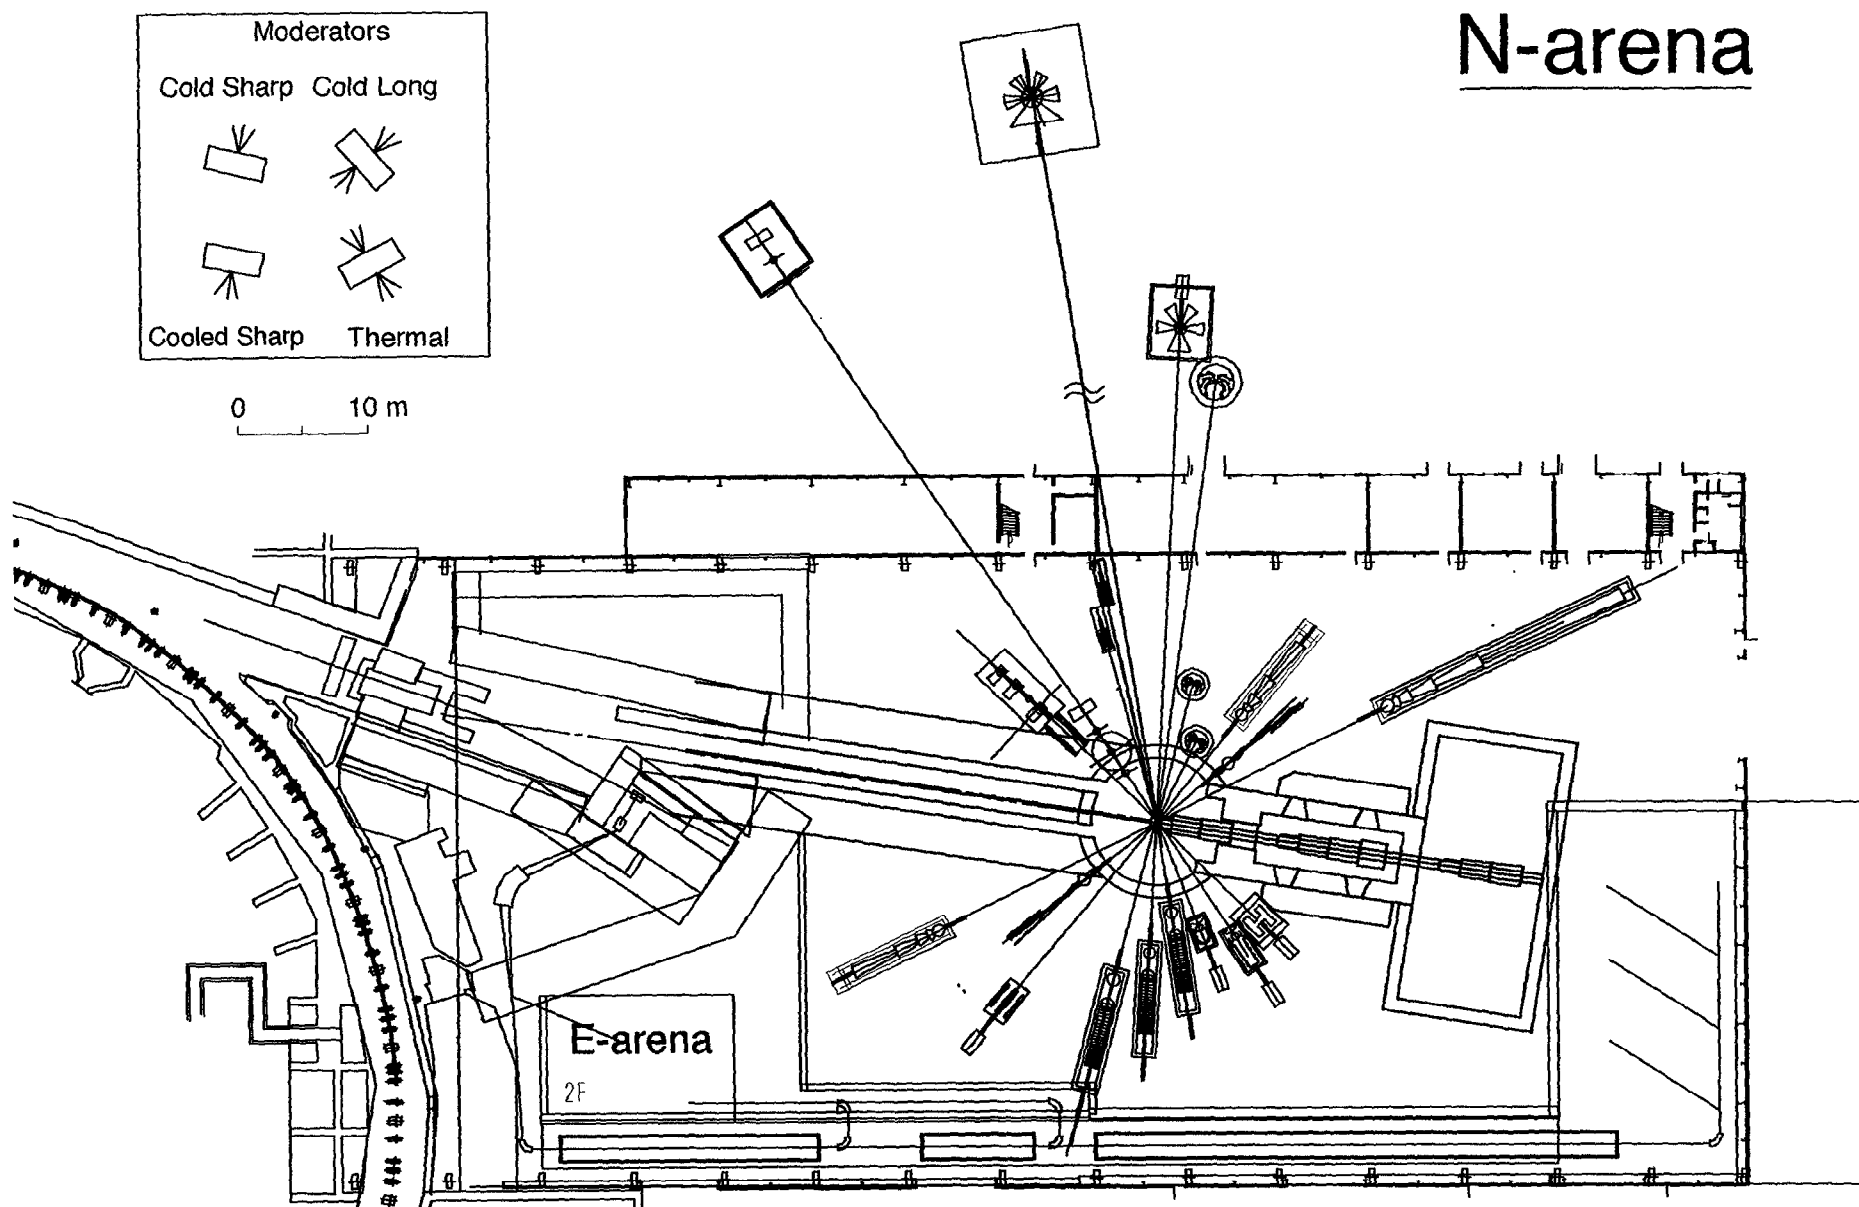 N-arena
Moderators
Cold Sharp Cold Long
Cooled Sharp Thermal
0 10 m
E-arena
2F